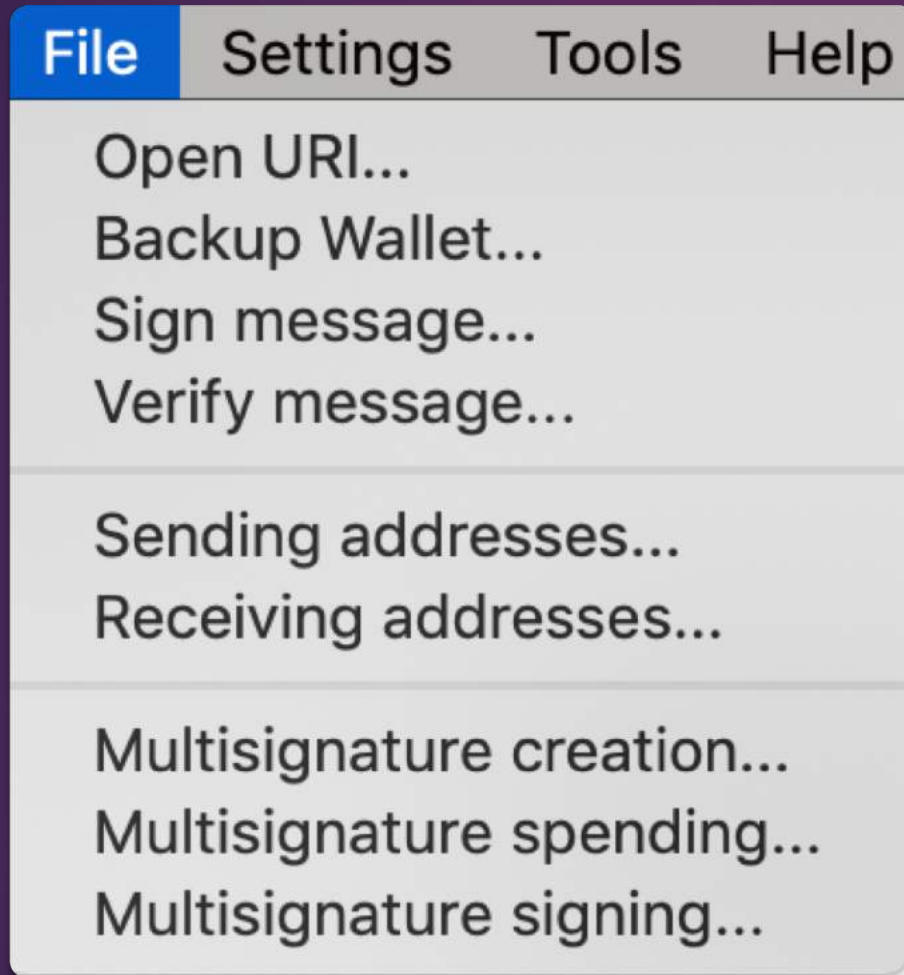 File Settings Tools Help
Open URI...
Backup Wallet...
Sign message...
Verify message...
Sending addresses...
Receiving addresses...
Multisignature creation...
Multisignature spending...
Multisignature signing...